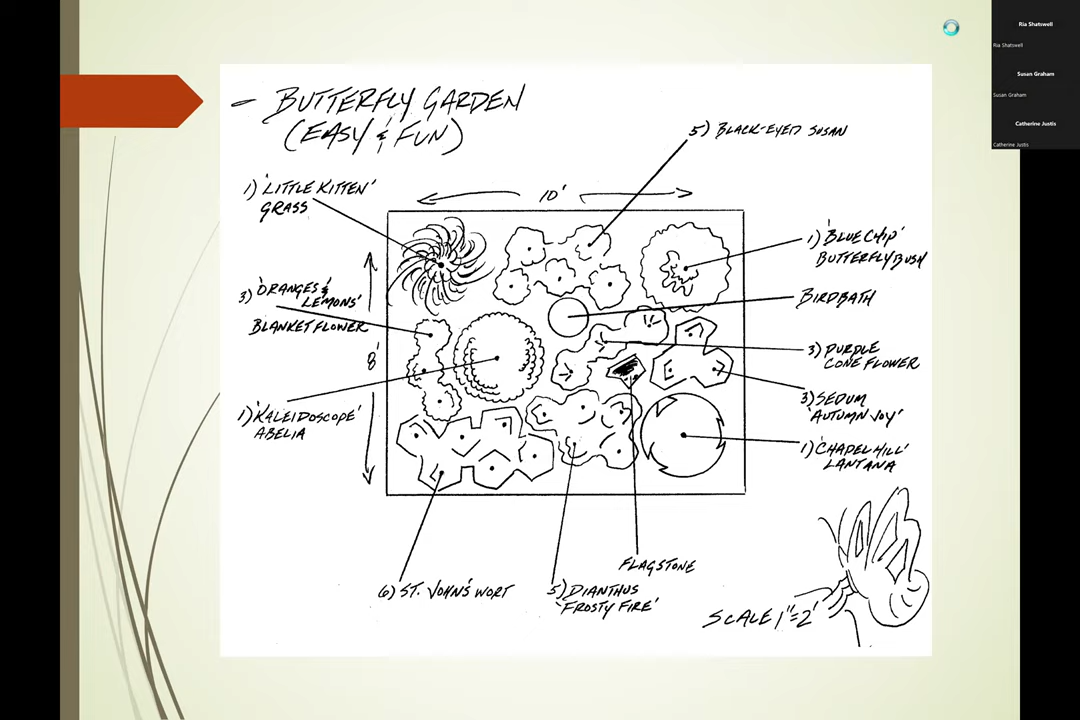 - BUTTERFLY GARDEN
(EASY & FUN)
5) BLACK-EYED SUSAN
1) 'LITTLE KITTEN'
GRASS
10'
1) 'BLUE CHIP'
BUTTERFLY BUSH
3) 'ORANGES &
LEMONS'
BLANKET FLOWER
BIRDBATH
8'
3) PURPLE
CONE FLOWER
3) SEDUM
'AUTUMN JOY'
1) 'KALEIDOSCOPE'
ABELIA
1) 'CHAPEL HILL'
LANTANA
FLAGSTONE
6) ST. JOHN'S WORT
5) DIANTHUS
'FROSTY FIRE'
SCALE 1"=2'
Ria Shatswell
Ria Shatswell
Susan Graham
Susan Graham
Catherine Justis
Catherine Justis